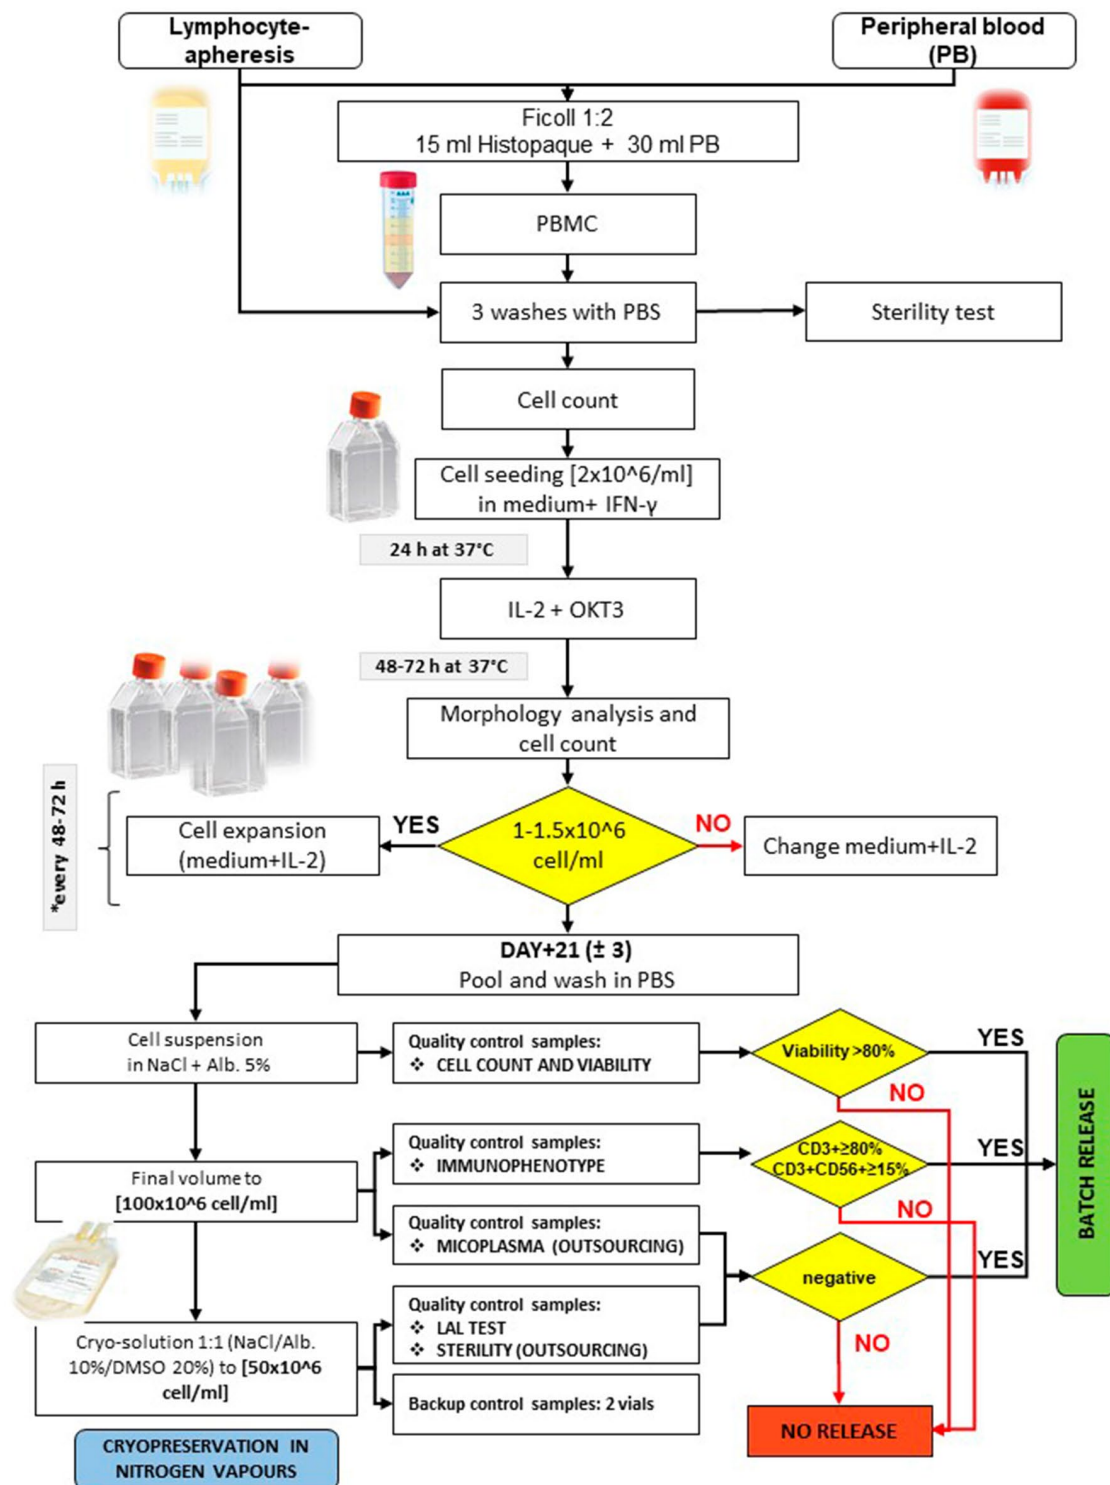 Lymphocyte-
apheresis
Peripheral blood
(PB)
Ficoll 1:2
15 ml Histopaque + 30 ml PB
PBMC
3 washes with PBS
Sterility test
Cell count
Cell seeding [2x10^6/ml]
in medium+ IFN-γ
24 h at 37°C
IL-2 + OKT3
48-72 h at 37°C
Morphology analysis and
cell count
*every 48-72 h
Cell expansion
(medium+IL-2)
YES
1-1.5x10^6
cell/ml
NO
Change medium+IL-2
DAY+21 (± 3)
Pool and wash in PBS
Cell suspension
in NaCl + Alb. 5%
Quality control samples:
❖ CELL COUNT AND VIABILITY
Viability >80%
YES
NO
Final volume to
[100x10^6 cell/ml]
Quality control samples:
❖ IMMUNOPHENOTYPE
CD3+≥80%
CD3+CD56+≥15%
YES
NO
Quality control samples:
❖ MICOPLASMA (OUTSOURCING)
negative
YES
NO
BATCH RELEASE
Cryo-solution 1:1 (NaCl/Alb.
10%/DMSO 20%) to [50x10^6
cell/ml]
Quality control samples:
❖ LAL TEST
❖ STERILITY (OUTSOURCING)
Backup control samples: 2 vials
NO RELEASE
CRYOPRESERVATION IN
NITROGEN VAPOURS